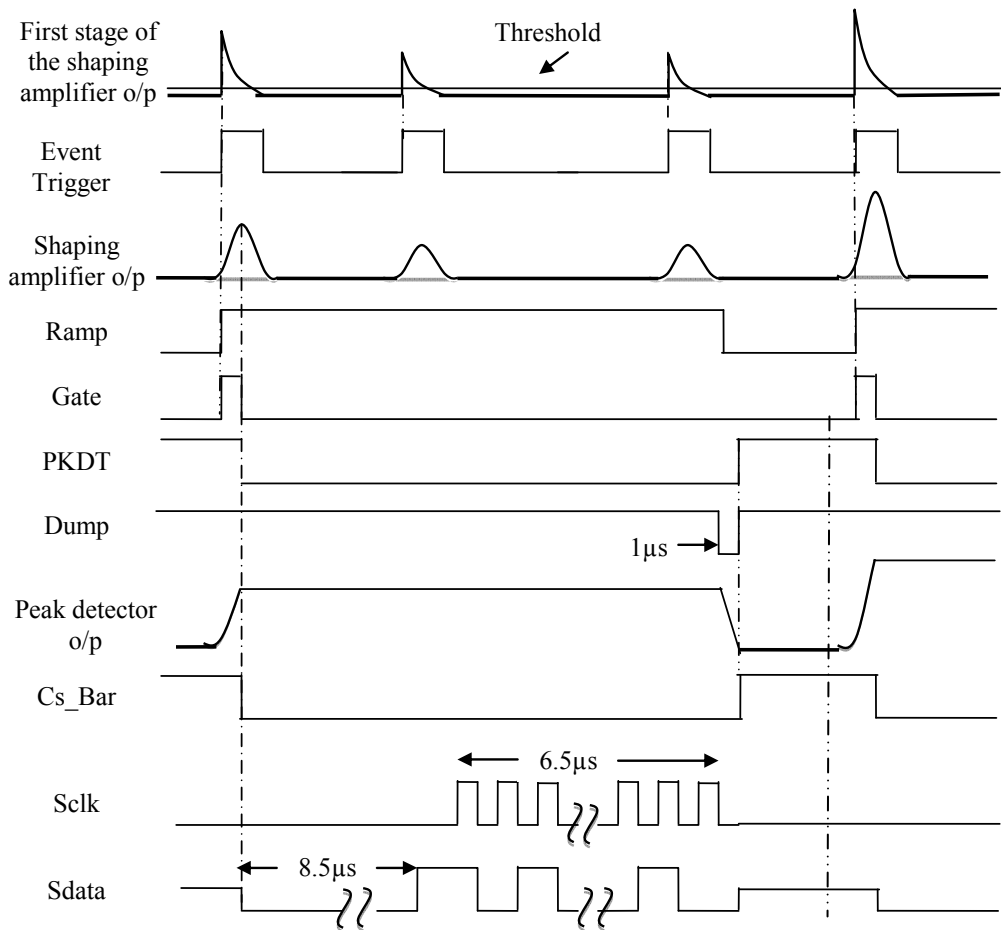 First stage of
the shaping
amplifier o/p
Threshold
Event
Trigger
Shaping
amplifier o/p
Ramp
Gate
PKDT
Dump
1µs
Peak detector
o/p
Cs_Bar
6.5µs
Sclk
8.5µs
Sdata